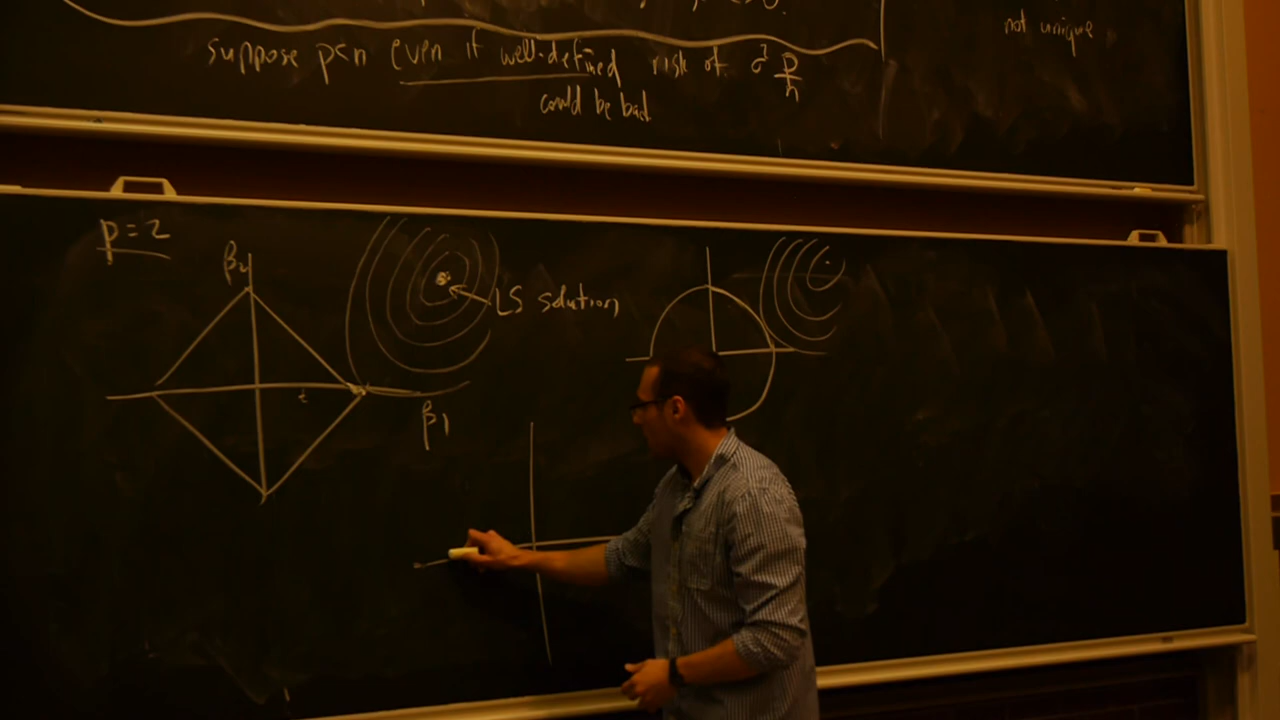 not unique
suppose p<n even if well-defined risk of σ² p/n
could be bad
p=2
β2
LS solution
t
β1